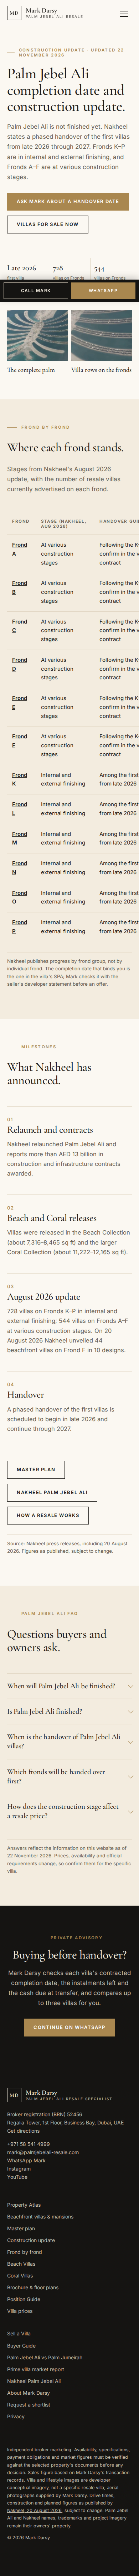 MD
Mark Darsy
PALM JEBEL ALI RESALE
CONSTRUCTION UPDATE · UPDATED 22
NOVEMBER 2026
Palm Jebel Ali
completion date and
construction update.
Palm Jebel Ali is not finished yet. Nakheel
states a phased handover of the first villas
from late 2026 through 2027. Fronds K–P
are in internal and external finishing, and
Fronds A–F are at various construction
stages.
ASK MARK ABOUT A HANDOVER DATE
VILLAS FOR SALE NOW
Late 2026
728
544
first villa
villas on Fronds
villas on Fronds
CALL MARK
WHATSAPP
The complete palm
Villa rows on the fronds
FROND BY FROND
Where each frond stands.
Stages from Nakheel's August 2026
update, with the number of resale villas
currently advertised on each frond.
FROND
STAGE (NAKHEEL,
AUG 2026)
HANDOVER
Frond
A
At various
construction
stages
Following the K
confirm in the v
contract
Frond
B
At various
construction
stages
Following the K
confirm in the v
contract
Frond
C
At various
construction
stages
Following the K
confirm in the v
contract
Frond
D
At various
construction
stages
Following the K
confirm in the v
contract
Frond
E
At various
construction
stages
Following the K
confirm in the v
contract
Frond
F
At various
construction
stages
Following the K
confirm in the v
contract
Frond
K
Internal and
external finishing
Among the first
from late 2026
Frond
L
Internal and
external finishing
Among the first
from late 2026
Frond
M
Internal and
external finishing
Among the first
from late 2026
Frond
N
Internal and
external finishing
Among the first
from late 2026
Frond
O
Internal and
external finishing
Among the first
from late 2026
Frond
P
Internal and
external finishing
Among the first
from late 2026
Nakheel publishes progress by frond group, not by
individual frond. The completion date that binds you is
the one in the villa's SPA; Mark checks it with the
seller's developer statement before an offer.
MILESTONES
What Nakheel has
announced.
01
Relaunch and contracts
Nakheel relaunched Palm Jebel Ali and
reports more than AED 13 billion in
construction and infrastructure contracts
awarded.
02
Beach and Coral releases
Villas were released in the Beach Collection
(about 7,316–8,465 sq ft) and the larger
Coral Collection (about 11,222–12,165 sq ft).
03
August 2026 update
728 villas on Fronds K–P in internal and
external finishing; 544 villas on Fronds A–F
at various construction stages. On 20
August 2026 Nakheel unveiled 44
beachfront villas on Frond F in 10 designs.
04
Handover
A phased handover of the first villas is
scheduled to begin in late 2026 and
continue through 2027.
MASTER PLAN
NAKHEEL PALM JEBEL ALI
HOW A RESALE WORKS
Source: Nakheel press releases, including 20 August
2026. Figures as published, subject to change.
PALM JEBEL ALI FAQ
Questions buyers and
owners ask.
When will Palm Jebel Ali be finished?
Is Palm Jebel Ali finished?
When is the handover of Palm Jebel Ali
villas?
Which fronds will be handed over
first?
How does the construction stage affect
a resale price?
Answers reflect the information on this website as of
22 November 2026. Prices, availability and official
requirements change, so confirm them for the specific
villa.
PRIVATE ADVISORY
Buying before handover?
Mark Darsy checks each villa's contracted
completion date, the instalments left and
the cash due at transfer, and compares up
to three villas for you.
CONTINUE ON WHATSAPP
MD
Mark Darsy
PALM JEBEL ALI RESALE SPECIALIST
Broker registration (BRN) 52456
Regalia Tower, 1st Floor, Business Bay, Dubai, UAE
Get directions
+971 58 541 4999
mark@palmjebelali-resale.com
WhatsApp Mark
Instagram
YouTube
Property Atlas
Beachfront villas & mansions
Master plan
Construction update
Frond by frond
Beach Villas
Coral Villas
Brochure & floor plans
Position Guide
Villa prices
Sell a Villa
Buyer Guide
Palm Jebel Ali vs Palm Jumeirah
Prime villa market report
Nakheel Palm Jebel Ali
About Mark Darsy
Request a shortlist
Privacy
Independent broker marketing. Availability, specifications,
payment obligations and market figures must be verified
against the selected property's documents before any
decision. Sales figure based on Mark Darsy's transaction
records. Villa and lifestyle images are developer
conceptual imagery, not a specific resale villa; aerial
photographs supplied by Mark Darsy. Drive times,
construction and planned figures as published by
Nakheel, 20 August 2026, subject to change. Palm Jebel
Ali and Nakheel names, trademarks and project imagery
remain their owners' property.
© 2026 Mark Darsy